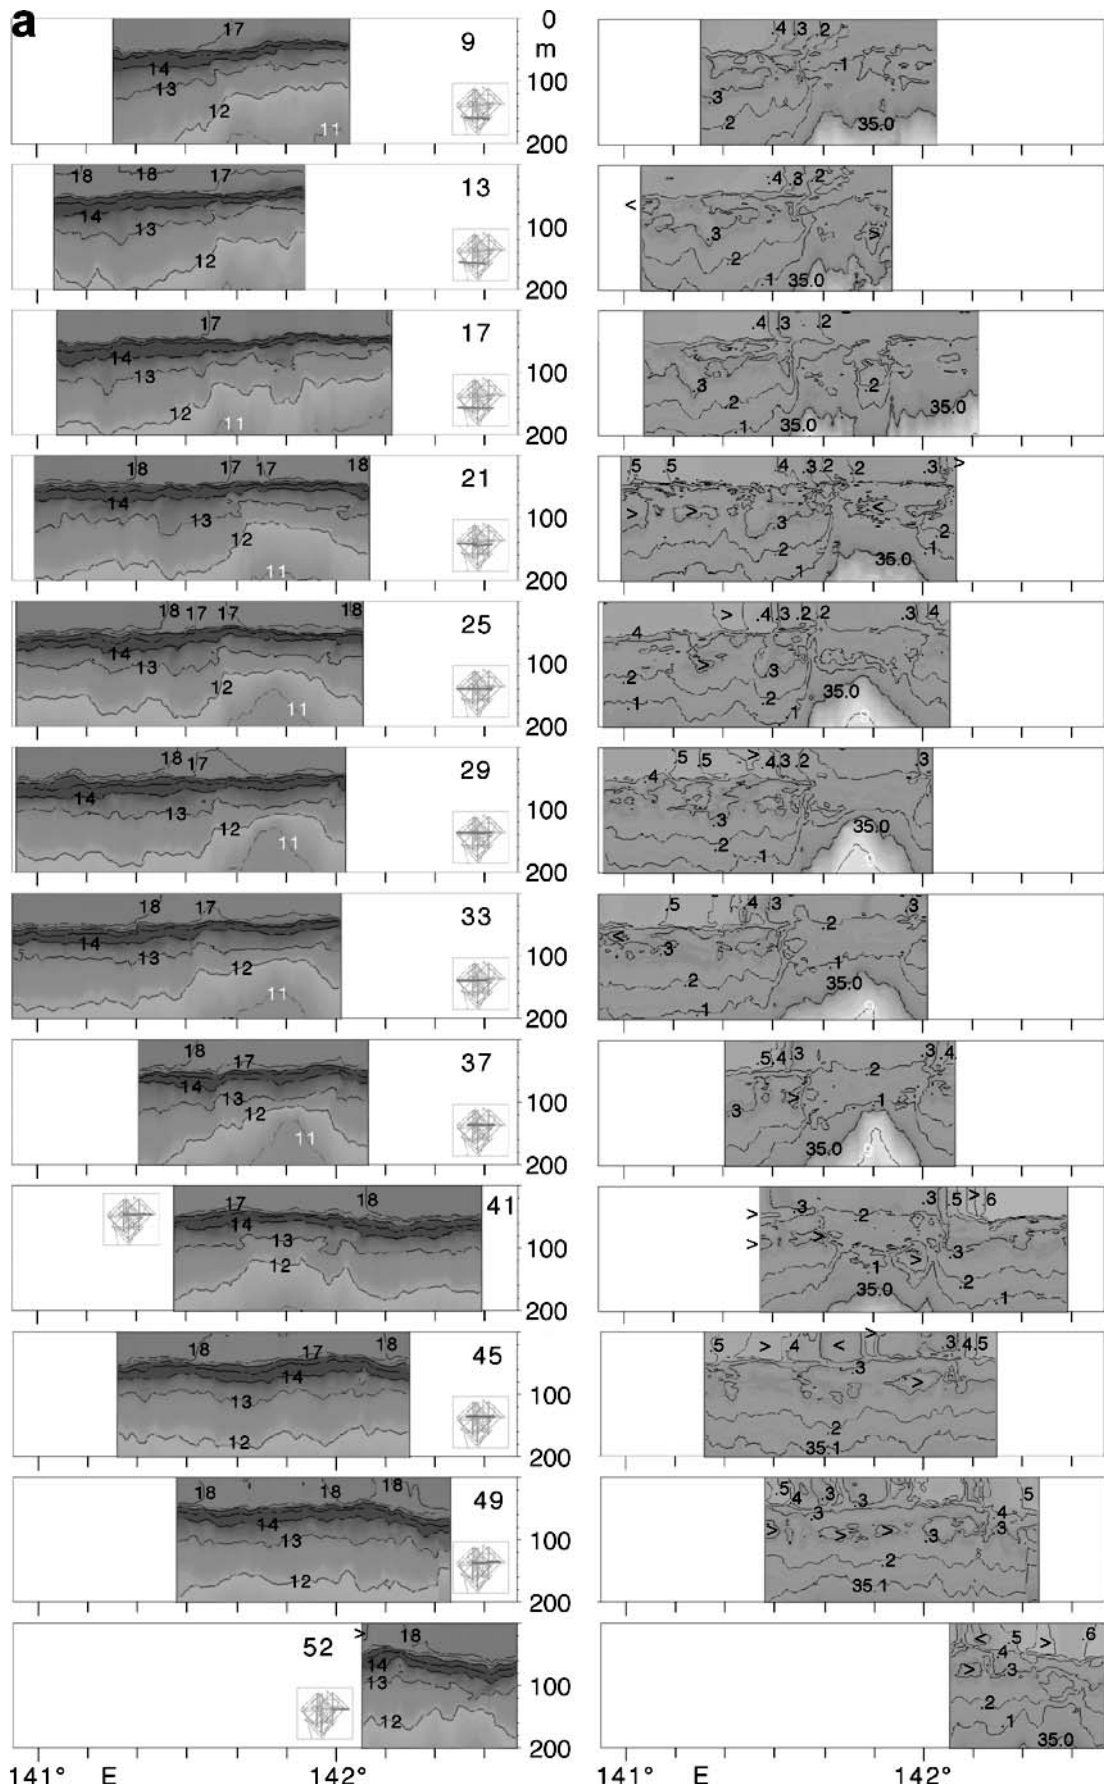 a
17 .4 .3 .2 0
m
9
14 .1
13 100 .3
12 .2
11 35.0
200
18 18 17 .4 .3 .2
13
14 <
13 100 .3 >
12 .2
200 .1 35.0
17 .4 .3 .2
17
14
13 100 .3 .2
12 .2 35.0
11 200 .1 35.0
18 17 17 18 .5 .5 .4 .3 .2 .2 .3 >
21
14
13 100 > > .3 < .2
12 .2 .1
11 35.0
200 .1
18 17 17 18 > .4 .3 .2 .2 .3 .4
25 .4
14
13 100 > .3
12 .2 .2 35.0
11 .1 .1
200
18 17 .5 .5 > .4 .3 .2 .3
29 .4
14
13 100 .3
12 35.0
11 .2 .1
200
18 17 .5 .4 .3 .3
33 .2
14 < .3
13 100 .1
12 .2 35.0
11 .1
200
18 17 .5 .4 .3 .3 .4
37 .2
14
13 100 > .3 .1
12
11 35.0
200
17 18 41 .3 .3 .5 > .6
14 > .2
13 100 > > .3
12 .1 > .2
35.0 .1
200
18 17 18 .5 > .4 < > .3 .4 .5
45
14 .3
13 100 >
12 .2
200 35.1
18 18 18 .5 .4 .3 .3 .5
49 .3 .4
14 > > > .3 .3
13 100
12 .2
200 35.1
52 > 18 < .5 > .6
14 .4
13 100 > .3
12 .2 .1
200 35.0
141° E 142° 141° E 142°